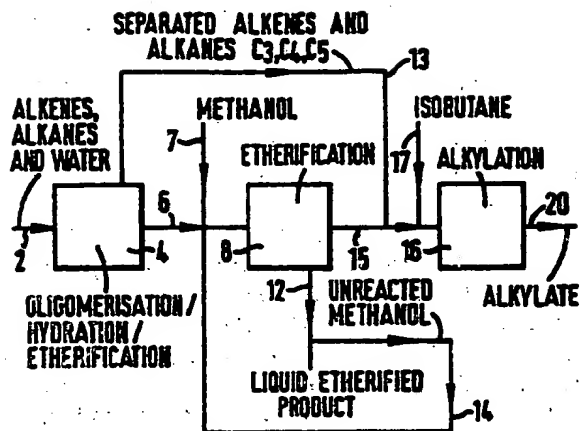 SEPARATED ALKENES AND
ALKANES C3,C4,C5
13
METHANOL
ISOBUTANE
7
17
ALKENES,
ALKANES
AND WATER
ETHERIFICATION
ALKYLATION
6
20
2
4
8
15
16
12
ALKYLATE
OLIGOMERISATION/
HYDRATION/
ETHERIFICATION
UNREACTED
METHANOL
LIQUID ETHERIFIED
PRODUCT
14